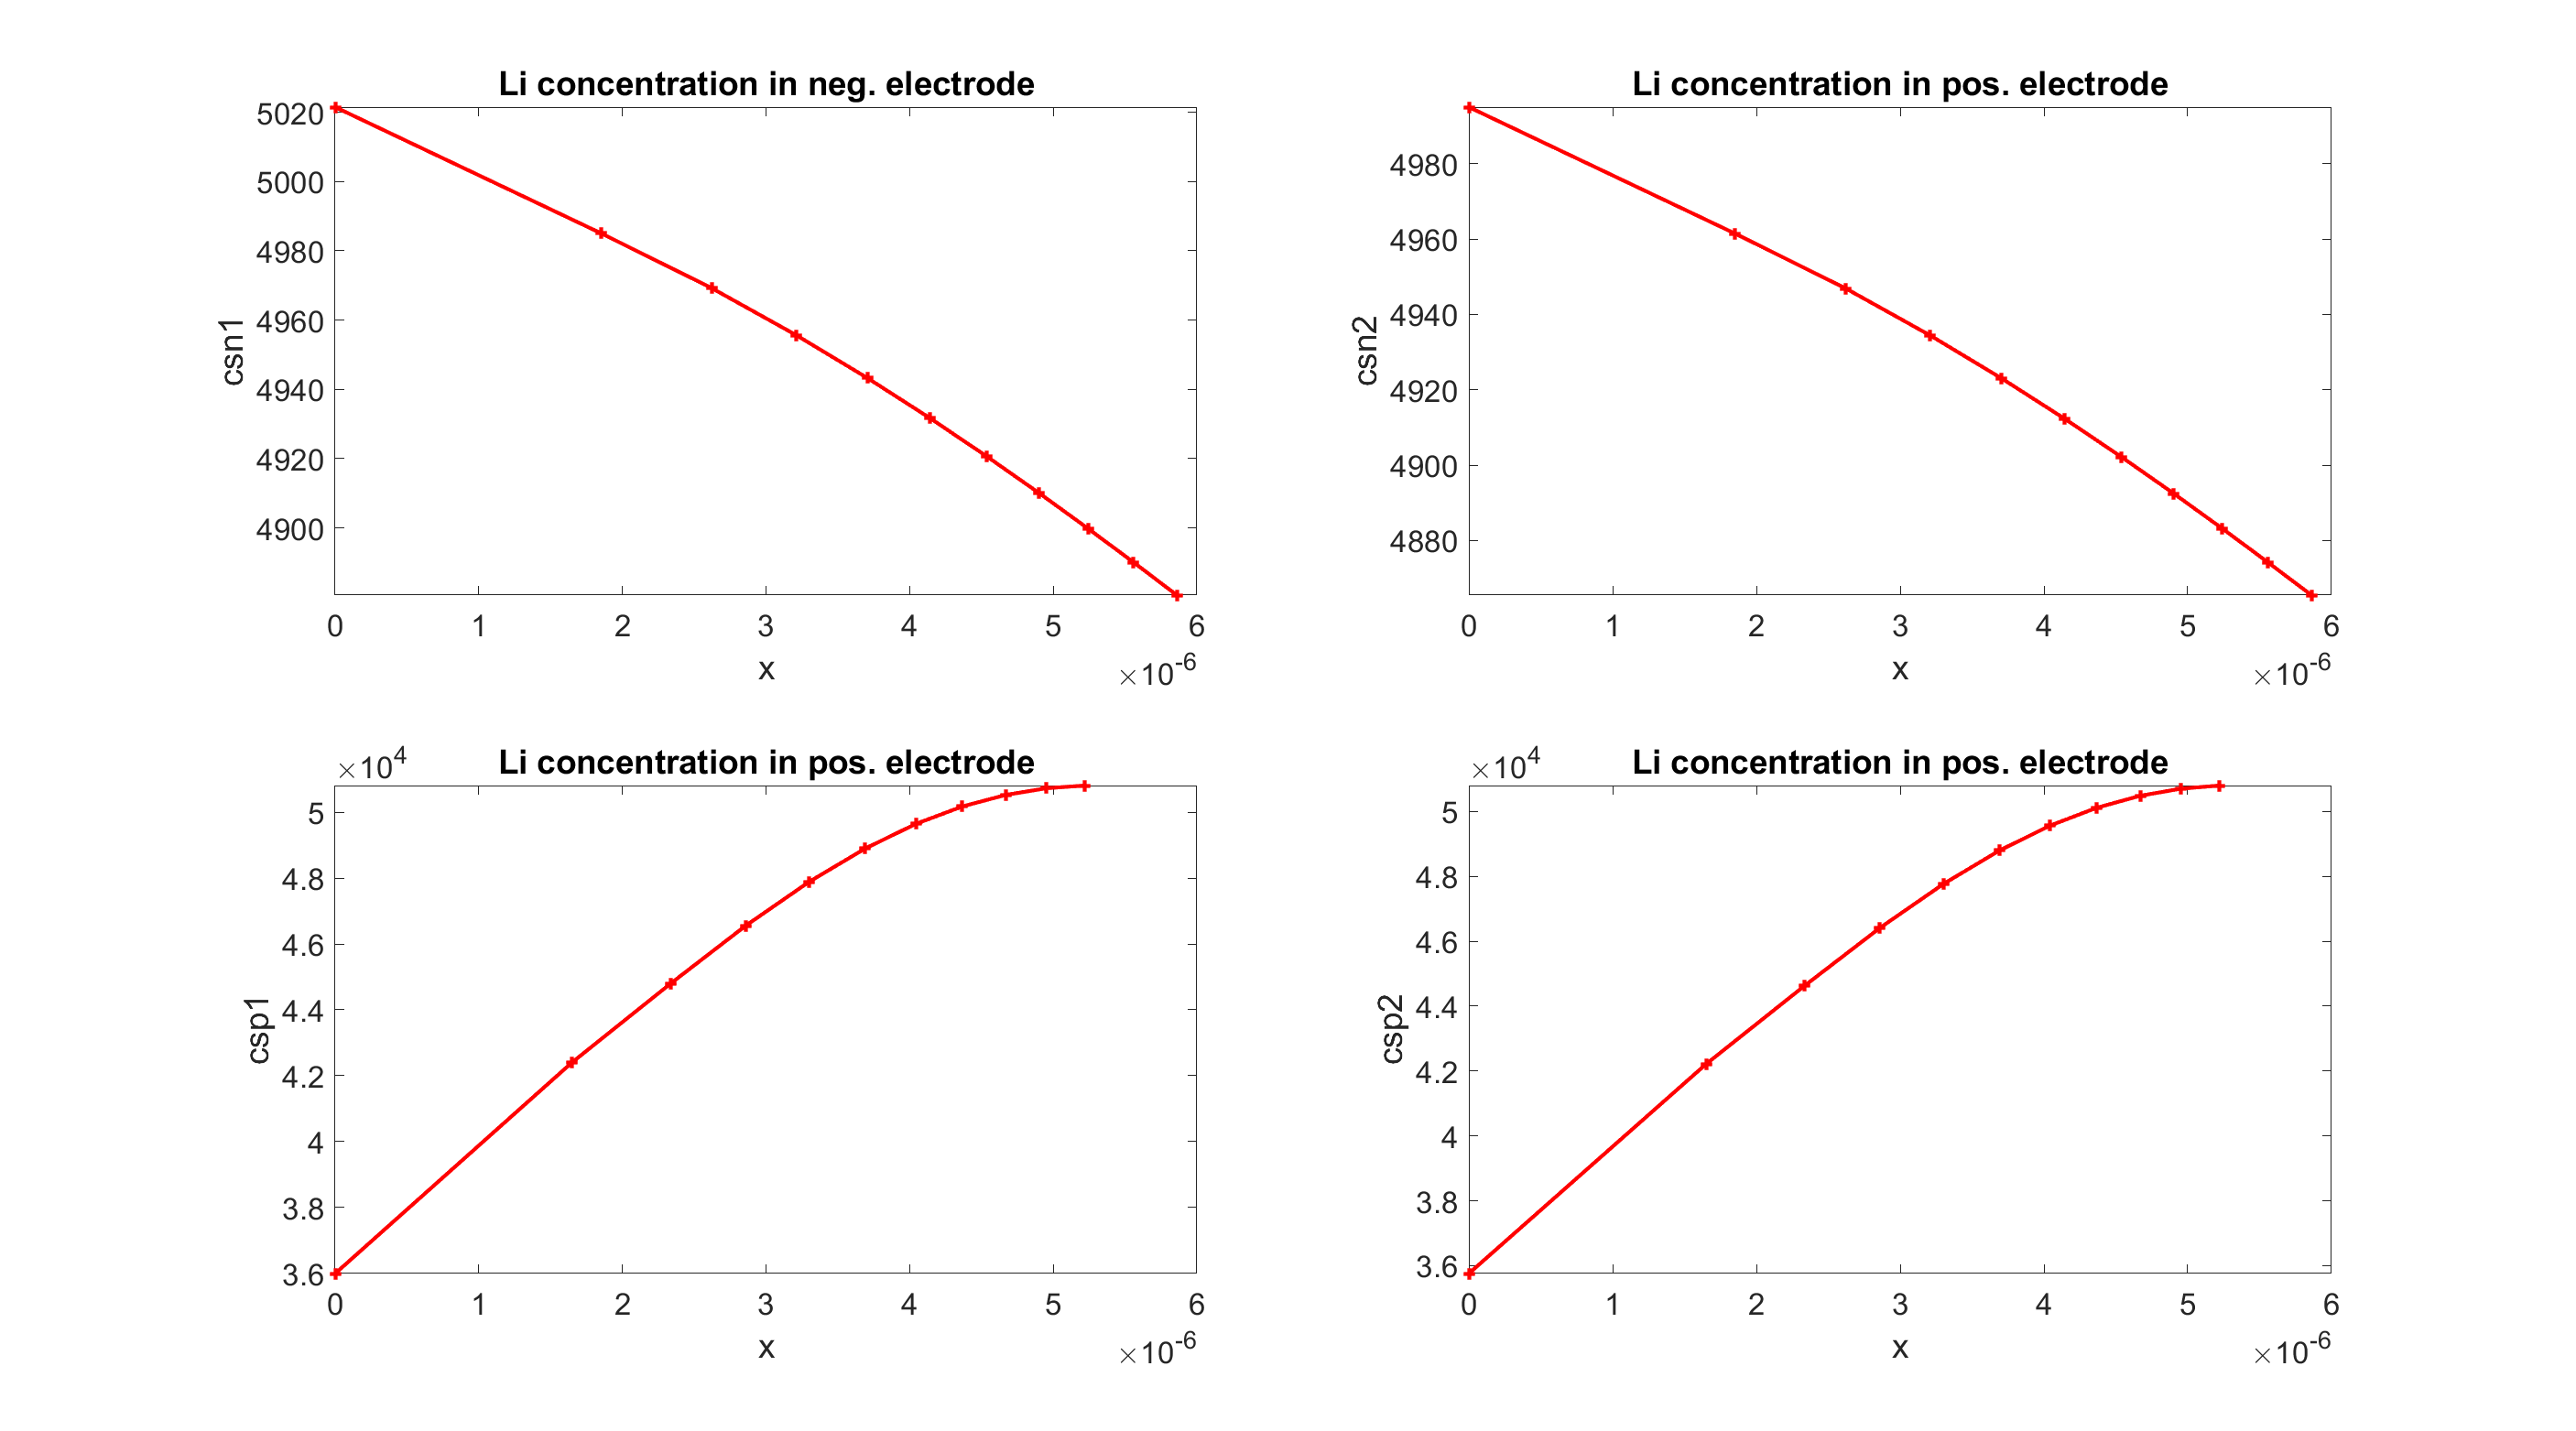 Li concentration in neg. electrode
5020
5000
4980
4960
4940
4920
4900
csn1
0 1 2 3 4 5 6
x
×10-6
Li concentration in pos. electrode
4980
4960
4940
4920
4900
4880
csn2
0 1 2 3 4 5 6
x
×10-6
Li concentration in pos. electrode
×104
5
4.8
4.6
4.4
4.2
4
3.8
3.6
csp1
0 1 2 3 4 5 6
x
×10-6
Li concentration in pos. electrode
×104
5
4.8
4.6
4.4
4.2
4
3.8
3.6
csp2
0 1 2 3 4 5 6
x
×10-6